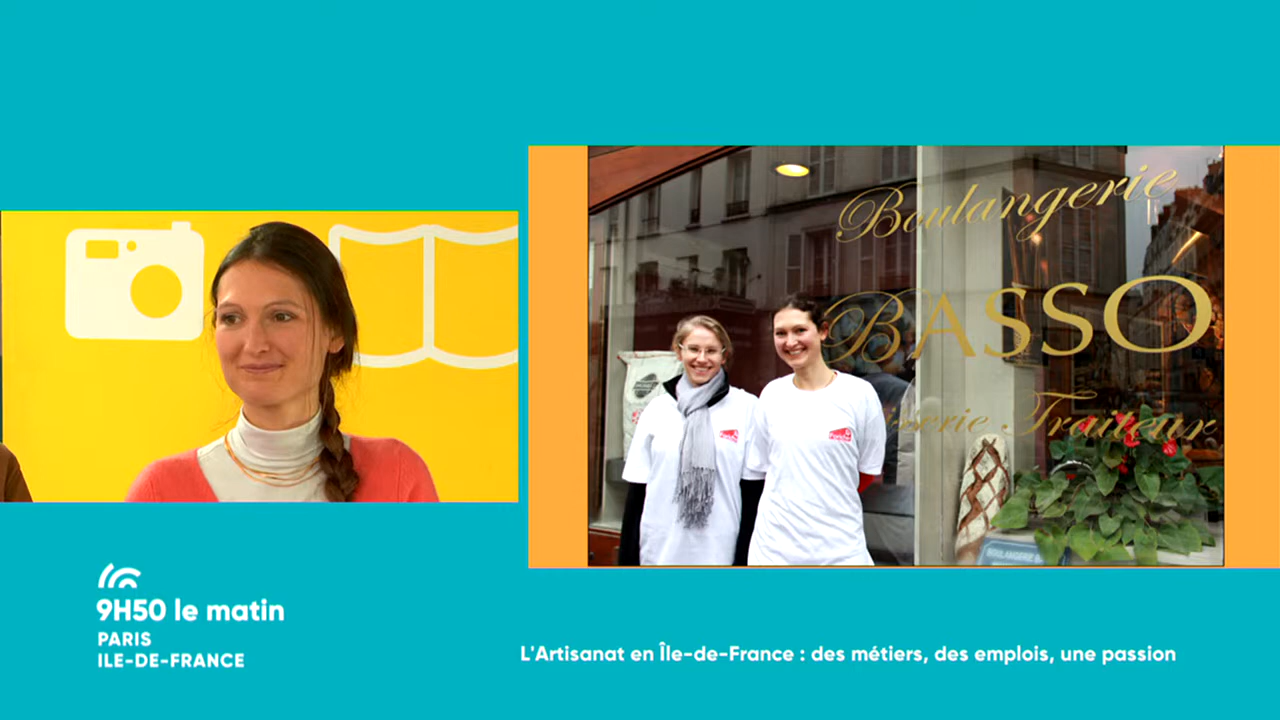 Boulangerie
BASSO
Traiteur
BOULANGERIE
9H50 le matin
PARIS
ILE-DE-FRANCE
L'Artisanat en Île-de-France : des métiers, des emplois, une passion